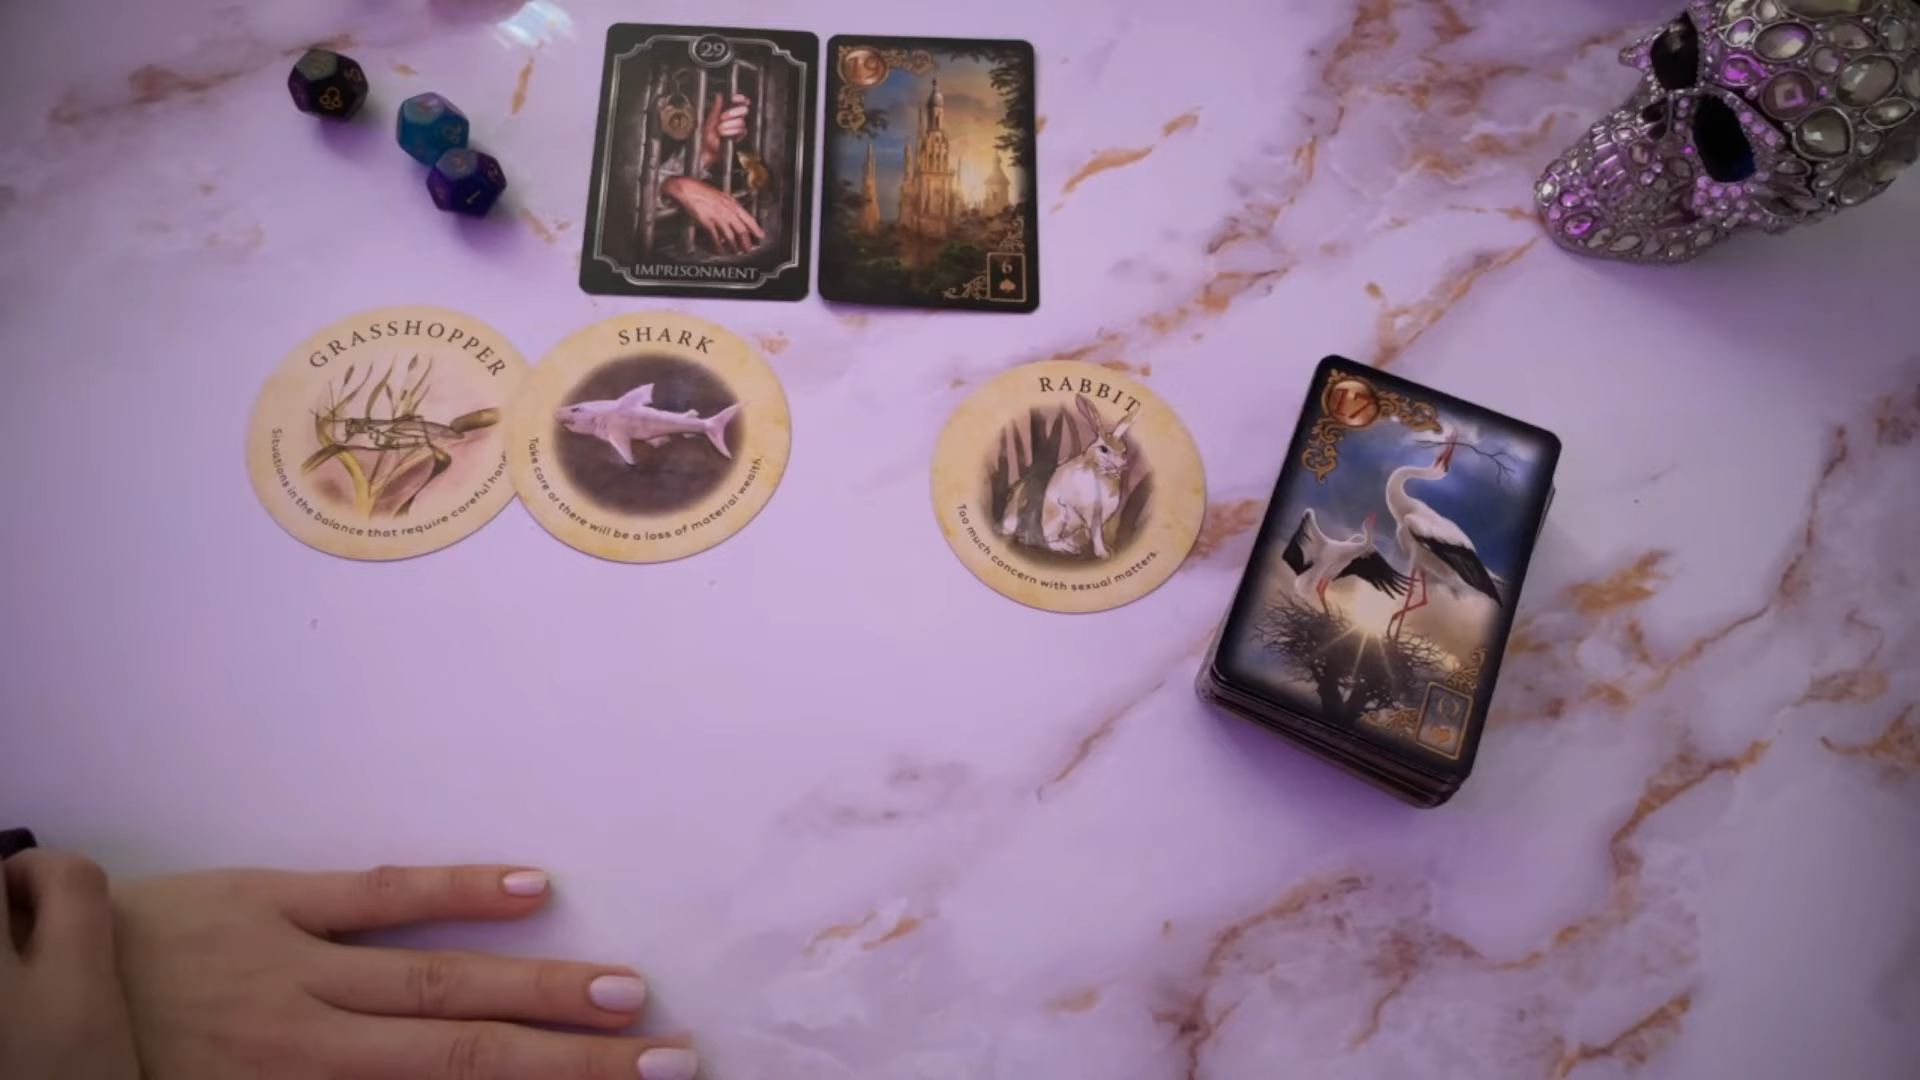 29
IMPRISONMENT
19
6
GRASSHOPPER
Situations in the balance that require careful
SHARK
Take care or there will be a loss of material wealth.
RABBIT
Too much concern with sexual matters.
17
Q
1